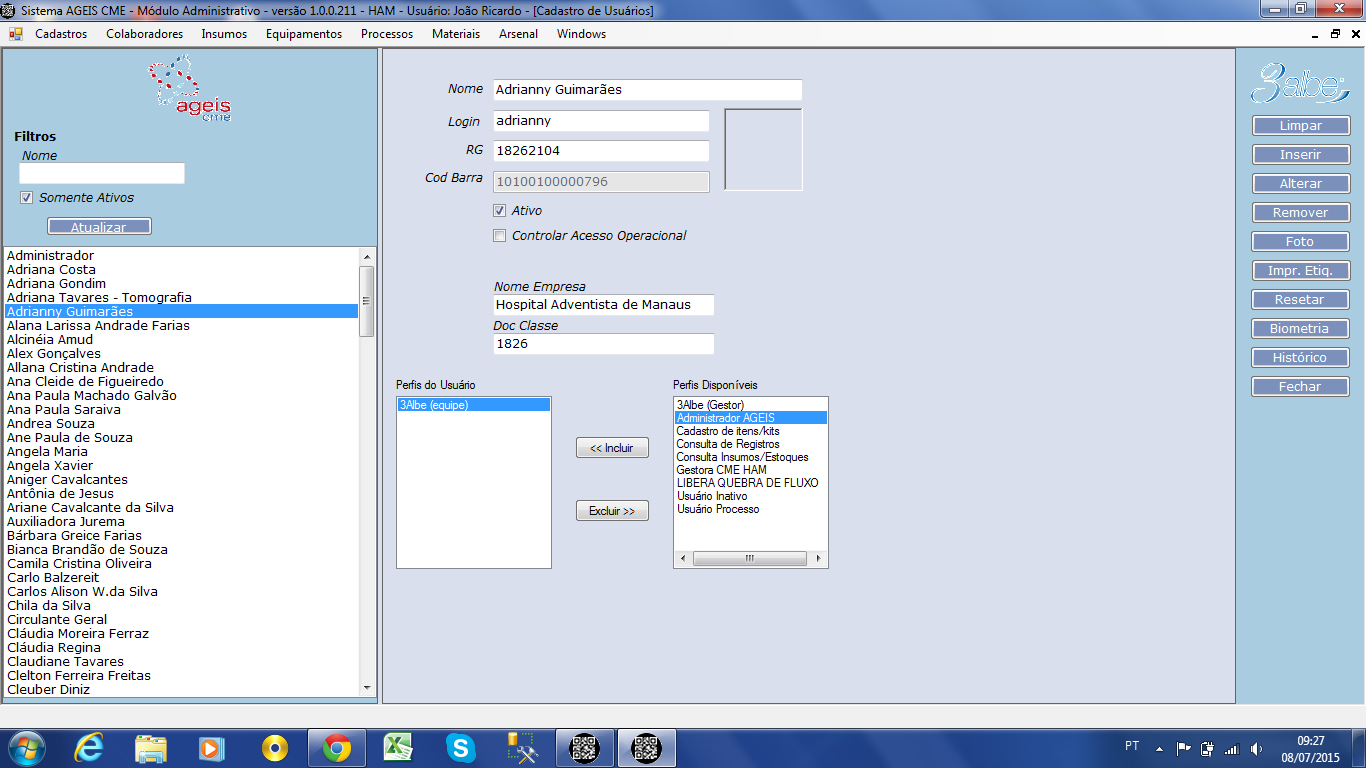 Sistema AGEIS CME - Módulo Administrativo - versão 1.0.0.211 - HAM - Usuário: João Ricardo - [Cadastro de Usuários]
Cadastros Colaboradores Insumos Equipamentos Processos Materiais Arsenal Windows
ageis
cme
Filtros
Nome
Somente Ativos
Atualizar
Administrador
Adriana Costa
Adriana Gondim
Adriana Tavares - Tomografia
Adrianny Guimarães
Alana Larissa Andrade Farias
Alcinéia Amud
Alex Gonçalves
Allana Cristina Andrade
Ana Cleide de Figueiredo
Ana Paula Machado Galvão
Ana Paula Saraiva
Andrea Souza
Ane Paula de Souza
Angela Maria
Angela Xavier
Aniger Cavalcantes
Antônia de Jesus
Ariane Cavalcante da Silva
Auxiliadora Jurema
Bárbara Greice Farias
Bianca Brandão de Souza
Camila Cristina Oliveira
Carlo Balzereit
Carlos Alison W.da Silva
Chila da Silva
Circulante Geral
Cláudia Moreira Ferraz
Cláudia Regina
Claudiane Tavares
Clelton Ferreira Freitas
Cleuber Diniz
Nome Adrianny Guimarães
Login adrianny
RG 18262104
Cod Barra 10100100000796
Ativo
Controlar Acesso Operacional
Nome Empresa
Hospital Adventista de Manaus
Doc Classe
1826
Perfis do Usuário
3Albe (equipe)
<< Incluir
Excluir >>
Perfis Disponíveis
3Albe (Gestor)
Administrador AGEIS
Cadastro de itens/kits
Consulta de Registros
Consulta Insumos/Estoques
Gestora CME HAM
LIBERA QUEBRA DE FLUXO
Usuário Inativo
Usuário Processo
3albe
Limpar
Inserir
Alterar
Remover
Foto
Impr. Etiq.
Resetar
Biometria
Histórico
Fechar
PT
09:27
08/07/2015